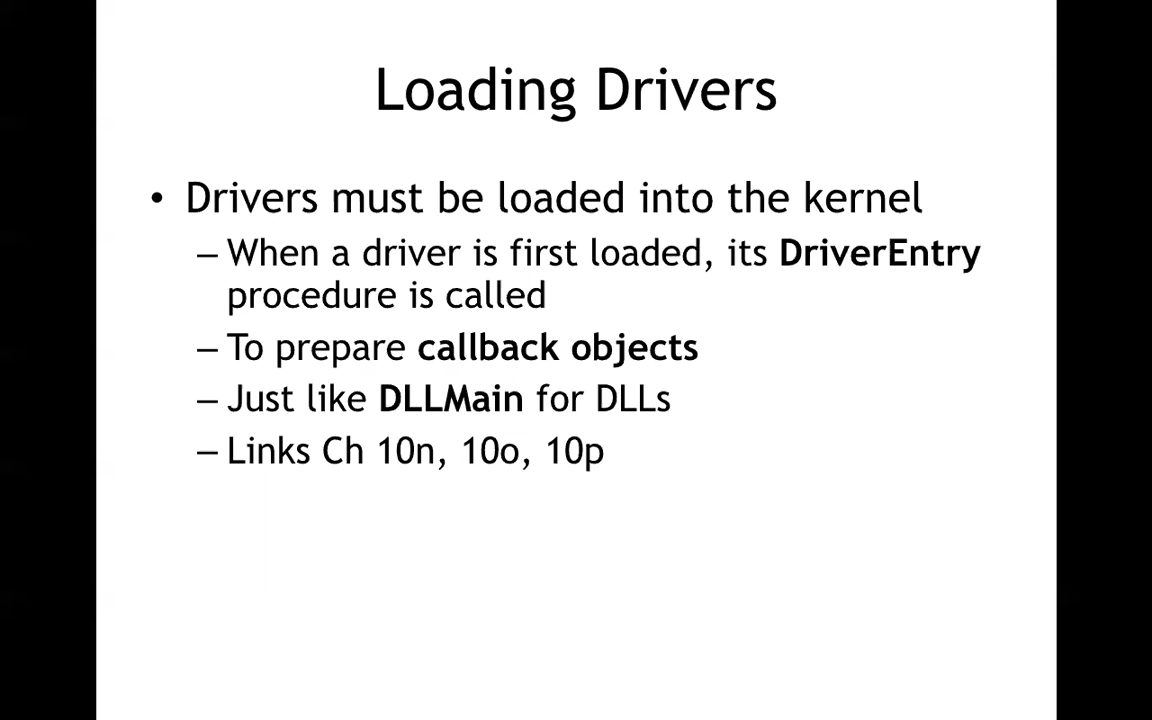 Loading Drivers
• Drivers must be loaded into the kernel
– When a driver is first loaded, its DriverEntry
procedure is called
– To prepare callback objects
– Just like DLLMain for DLLs
– Links Ch 10n, 10o, 10p